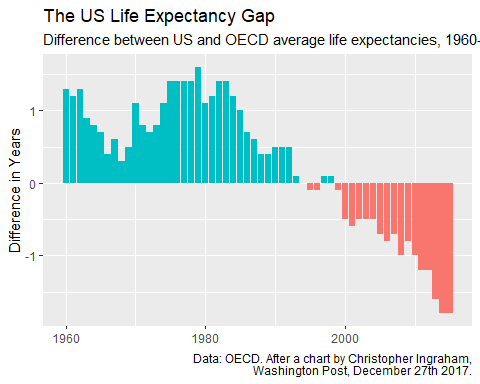 The US Life Expectancy Gap
Difference between US and OECD average life expectancies, 1960-
Difference in Years
1
0
-1
1960
1980
2000
Data: OECD. After a chart by Christopher Ingraham,
Washington Post, December 27th 2017.